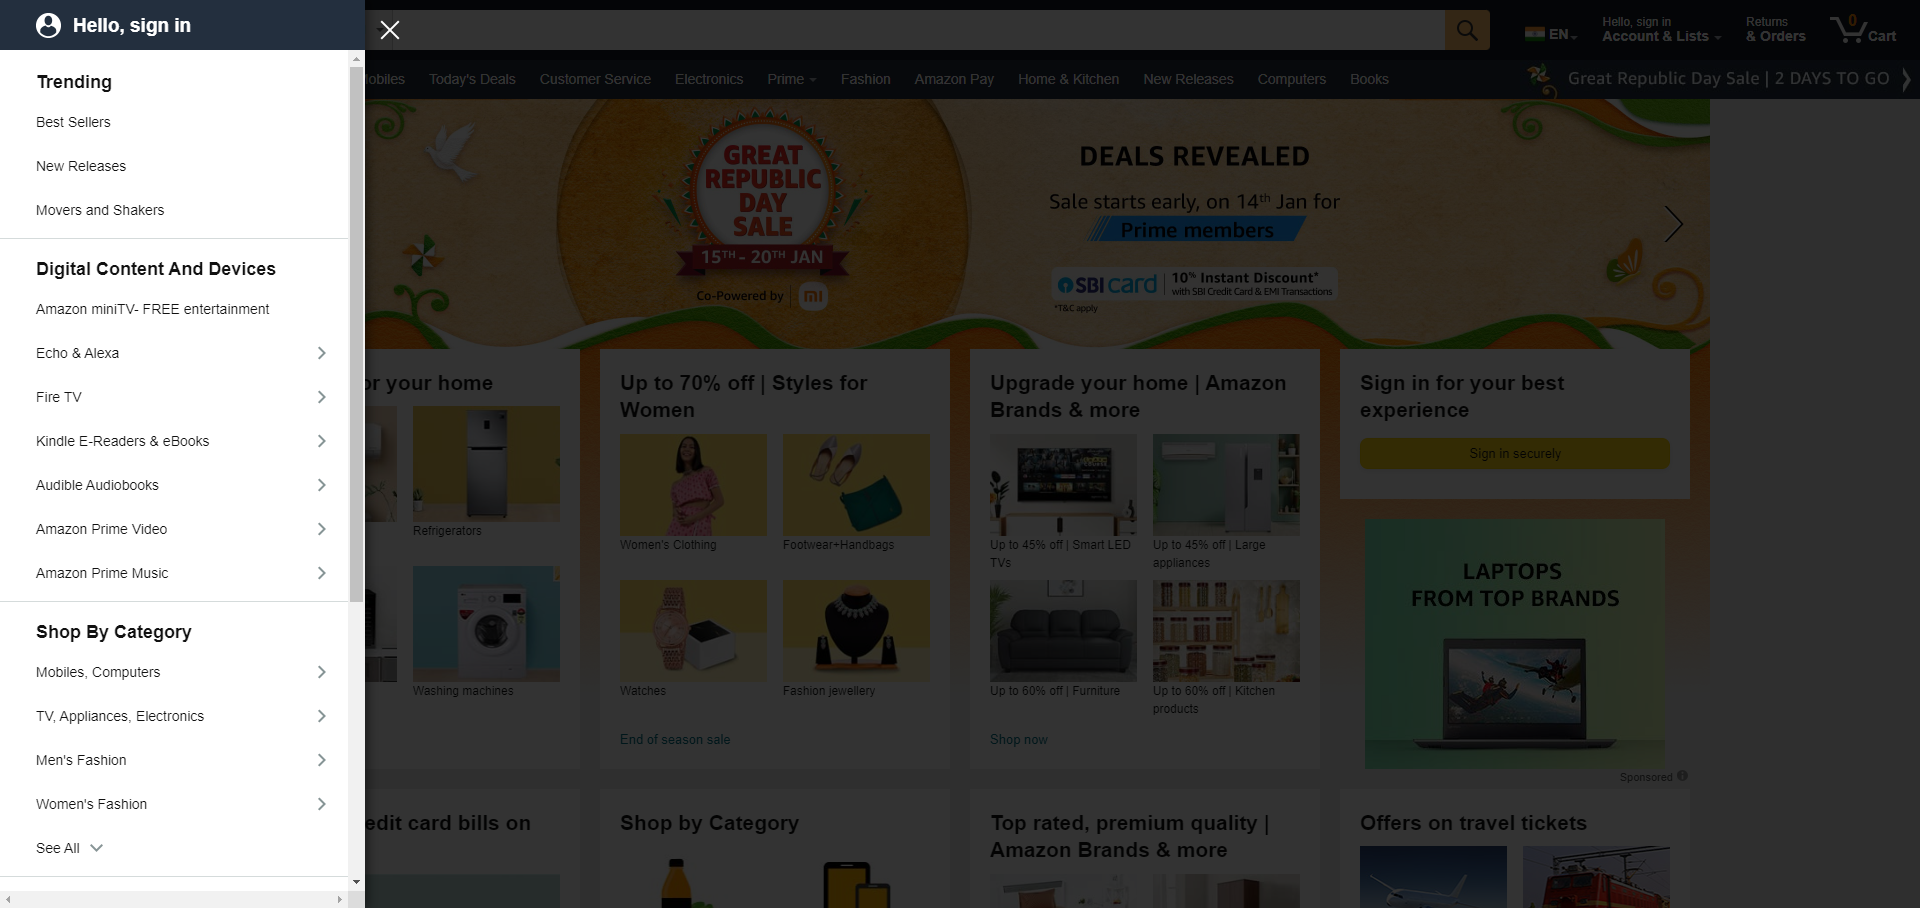 Hello, sign in
Trending
Best Sellers
New Releases
Movers and Shakers
Digital Content And Devices
Amazon miniTV- FREE entertainment
Echo & Alexa
Fire TV
Kindle E-Readers & eBooks
Audible Audiobooks
Amazon Prime Video
Amazon Prime Music
Shop By Category
Mobiles, Computers
TV, Appliances, Electronics
Men's Fashion
Women's Fashion
See All
EN
Hello, sign in
Account & Lists
Returns
& Orders
0
Cart
Today's Deals
Customer Service
Electronics
Prime
Fashion
Amazon Pay
Home & Kitchen
New Releases
Computers
Books
Great Republic Day Sale | 2 DAYS TO GO
GREAT
REPUBLIC
DAY
SALE
15TH - 20TH JAN
Co-Powered by mi
DEALS REVEALED
Sale starts early, on 14th Jan for
Prime members
SBI card
10% Instant Discount*
with SBI Credit Card & EMI Transactions
*T&C apply
your home
Refrigerators
Washing machines
Up to 70% off | Styles for
Women
Women's Clothing
Footwear+Handbags
Watches
Fashion jewellery
End of season sale
Upgrade your home | Amazon
Brands & more
Up to 45% off | Smart LED
TVs
Up to 45% off | Large
appliances
Up to 60% off | Furniture
Up to 60% off | Kitchen
products
Shop now
Sign in for your best
experience
Sign in securely
LAPTOPS
FROM TOP BRANDS
Sponsored
card bills on
Shop by Category
Top rated, premium quality |
Amazon Brands & more
Offers on travel tickets